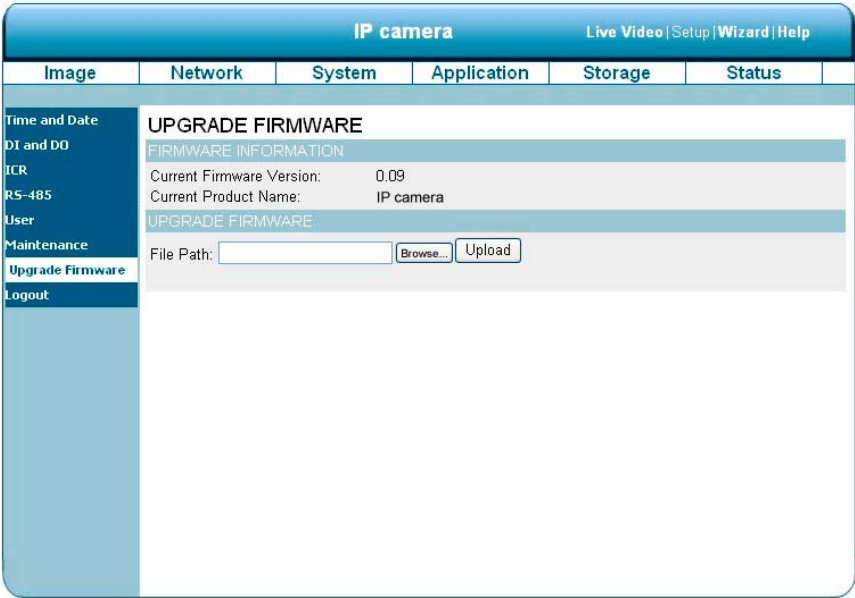 IP camera
Live Video|Setup|Wizard|Help
Image Network System Application Storage Status
Time and Date
DI and DO
ICR
RS-485
User
Maintenance
Upgrade Firmware
Logout
UPGRADE FIRMWARE
FIRMWARE INFORMATION
Current Firmware Version: 0.09
Current Product Name: IP camera
UPGRADE FIRMWARE
File Path: Browse... Upload